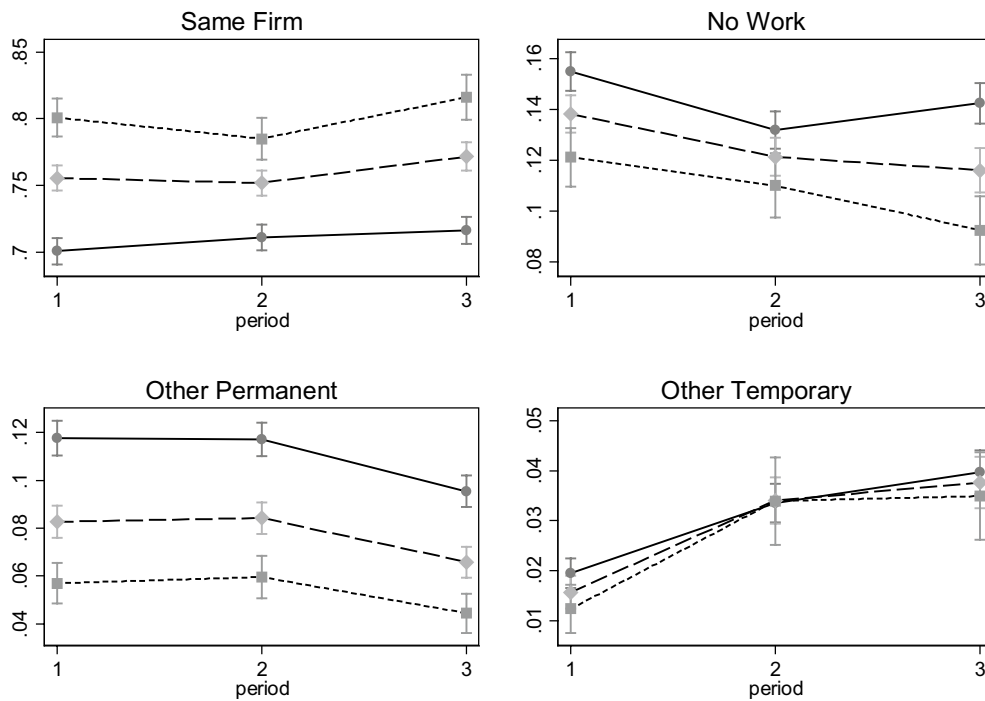 Same Firm
.85
.8
.75
.7
1 2 3
period
No Work
.16
.14
.12
.1
.08
1 2 3
period
Other Permanent
.12
.1
.08
.06
.04
1 2 3
period
Other Temporary
.05
.04
.03
.02
.01
1 2 3
period